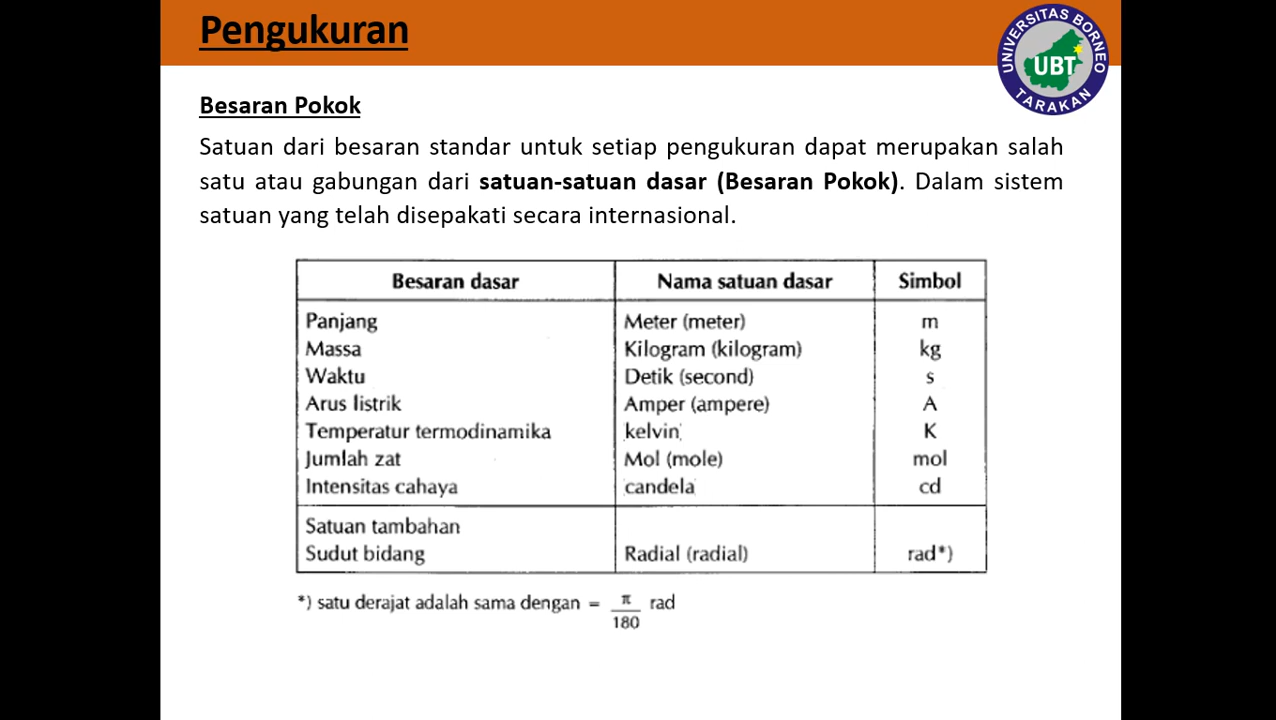 Pengukuran
UNIVERSITAS BORNEO
UBT
TARAKAN
Besaran Pokok
Satuan dari besaran standar untuk setiap pengukuran dapat merupakan salah
satu atau gabungan dari satuan-satuan dasar (Besaran Pokok). Dalam sistem
satuan yang telah disepakati secara internasional.
Besaran dasar Nama satuan dasar Simbol
Panjang Meter (meter) m
Massa Kilogram (kilogram) kg
Waktu Detik (second) s
Arus listrik Amper (ampere) A
Temperatur termodinamika kelvin K
Jumlah zat Mol (mole) mol
Intensitas cahaya candela cd
Satuan tambahan
Sudut bidang Radial (radial) rad*)
*) satu derajat adalah sama dengan = π/180 rad